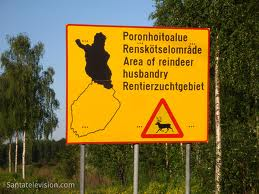 Poronhoitoalue
Renskötselområde
Area of reindeer
husbandry
Rentierzuchtgebiet
Santatelevision.com